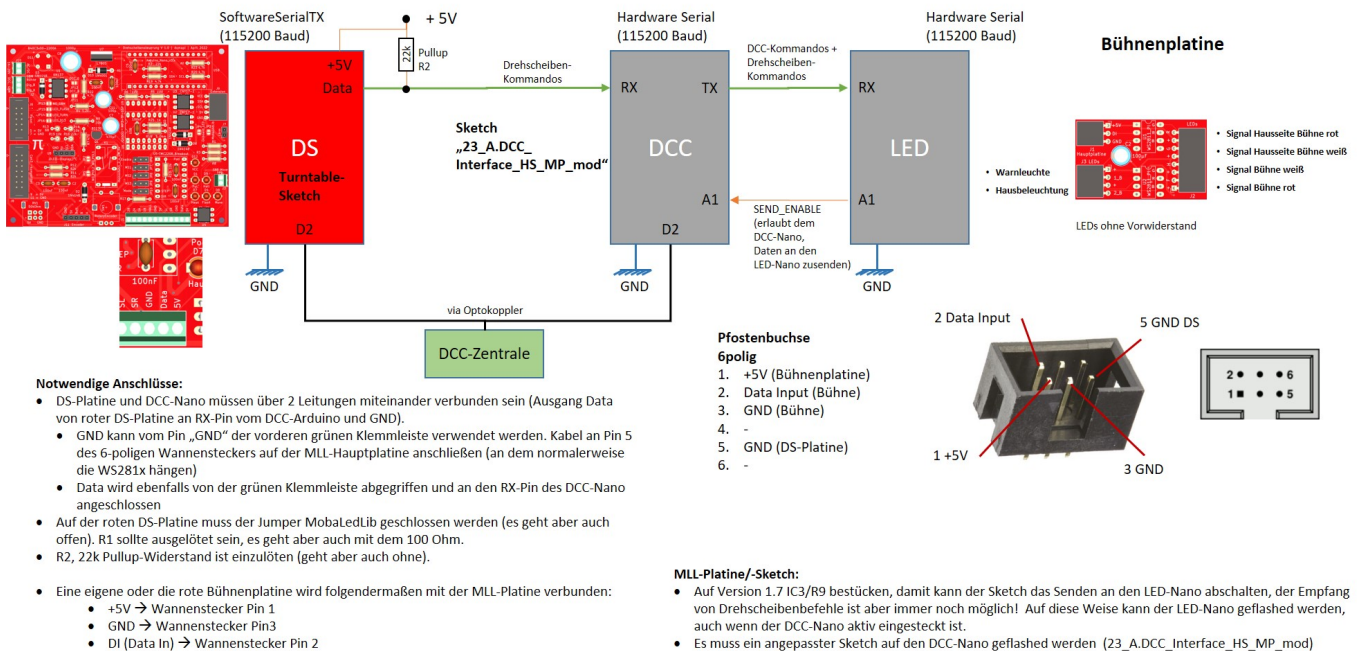 SoftwareSerialTX
(115200 Baud)
+ 5V
Hardware Serial
(115200 Baud)
Hardware Serial
(115200 Baud)
Bühnenplatine
22k
Pullup
R2
+5V
Data
Drehscheiben-
Kommandos
RX
TX
DCC-Kommandos +
Drehscheiben-
Kommandos
RX
DS
Turntable-
Sketch
Sketch
„23_A.DCC_
Interface_HS_MP_mod“
DCC
LED
• Warnleuchte
• Hausbeleuchtung
• Signal Hausseite Bühne rot
• Signal Hausseite Bühne weiß
• Signal Bühne weiß
• Signal Bühne rot
LEDs ohne Vorwiderstand
A1
A1
SEND_ENABLE
(erlaubt dem
DCC-Nano,
Daten an den
LED-Nano zusenden)
D2
D2
GND
GND
GND
100nF
SR
GND
Data
5V
via Optokoppler
DCC-Zentrale
Pfostenbuchse
6polig
1. +5V (Bühnenplatine)
2. Data Input (Bühne)
3. GND (Bühne)
4. -
5. GND (DS-Platine)
6. -
2 Data Input
5 GND DS
1 +5V
3 GND
2
6
1
5
Notwendige Anschlüsse:
• DS-Platine und DCC-Nano müssen über 2 Leitungen miteinander verbunden sein (Ausgang Data
von roter DS-Platine an RX-Pin vom DCC-Arduino und GND).
• GND kann vom Pin „GND“ der vorderen grünen Klemmleiste verwendet werden. Kabel an Pin 5
des 6-poligen Wannensteckers auf der MLL-Hauptplatine anschließen (an dem normalerweise
die WS281x hängen)
• Data wird ebenfalls von der grünen Klemmleiste abgegriffen und an den RX-Pin des DCC-Nano
angeschlossen
• Auf der roten DS-Platine muss der Jumper MobaLedLib geschlossen werden (es geht aber auch
offen). R1 sollte ausgelötet sein, es geht aber auch mit dem 100 Ohm.
• R2, 22k Pullup-Widerstand ist einzulöten (geht aber auch ohne).
• Eine eigene oder die rote Bühnenplatine wird folgendermaßen mit der MLL-Platine verbunden:
• +5V → Wannenstecker Pin 1
• GND → Wannenstecker Pin3
• DI (Data In) → Wannenstecker Pin 2
MLL-Platine/-Sketch:
• Auf Version 1.7 IC3/R9 bestücken, damit kann der Sketch das Senden an den LED-Nano abschalten, der Empfang
von Drehscheibenbefehle ist aber immer noch möglich! Auf diese Weise kann der LED-Nano geflashed werden,
auch wenn der DCC-Nano aktiv eingesteckt ist.
• Es muss ein angepasster Sketch auf den DCC-Nano geflashed werden (23_A.DCC_Interface_HS_MP_mod)